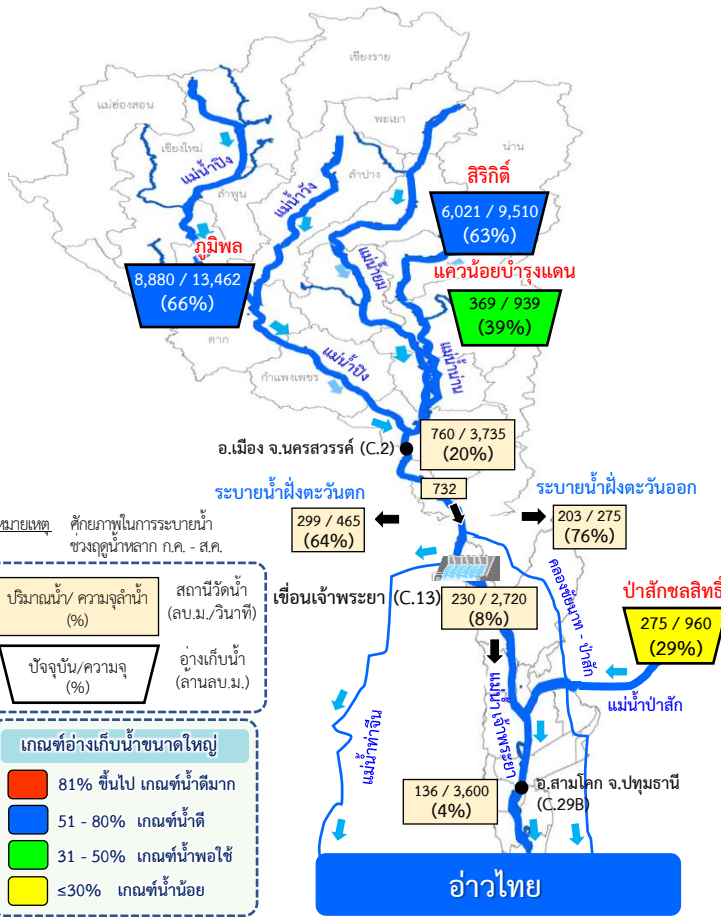 เชียงราย
แม่ฮ่องสอน
พะเยา
น่าน
เชียงใหม่
แม่น้ำปิง
ลำพูน
ลำปาง
แม่น้ำวัง
สิริกิติ์
6,021 / 9,510
(63%)
ภูมิพล
8,880 / 13,462
(66%)
แม่น้ำยม
แควน้อยบำรุงแดน
369 / 939
(39%)
ตาก
กำแพงเพชร
แม่น้ำปิง
แม่น้ำน่าน
อ.เมือง จ.นครสวรรค์ (C.2)
760 / 3,735
(20%)
ระบายน้ำฝั่งตะวันตก
732
ระบายน้ำฝั่งตะวันออก
299 / 465
(64%)
203 / 275
(76%)
หมายเหตุ ศักยภาพในการระบายน้ำ
ช่วงฤดูน้ำหลาก ก.ค. - ส.ค.
ปริมาณน้ำ/ ความจุลำน้ำ
(%)
สถานีวัดน้ำ
(ลบ.ม./วินาที)
ปัจจุบัน/ความจุ
(%)
อ่างเก็บน้ำ
(ล้านลบ.ม.)
เขื่อนเจ้าพระยา (C.13)
230 / 2,720
(8%)
คลองชัยนาท - ป่าสัก
ป่าสักชลสิทธิ์
275 / 960
(29%)
แม่น้ำป่าสัก
แม่น้ำท่าจีน
แม่น้ำเจ้าพระยา
เกณฑ์อ่างเก็บน้ำขนาดใหญ่
81% ขึ้นไป เกณฑ์น้ำดีมาก
51 - 80% เกณฑ์น้ำดี
31 - 50% เกณฑ์น้ำพอใช้
≤30% เกณฑ์น้ำน้อย
136 / 3,600
(4%)
อ.สามโคก จ.ปทุมธานี
(C.29B)
อ่าวไทย